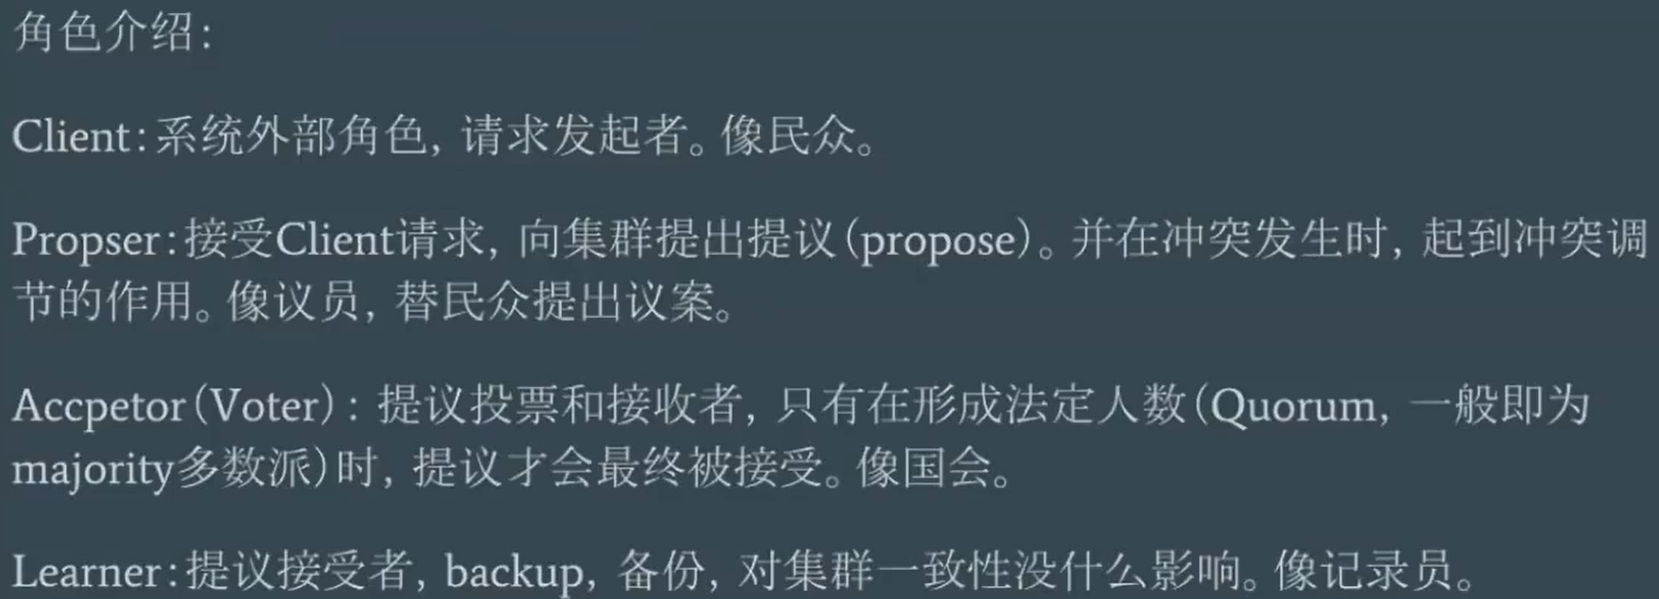 角色介绍：
Client：系统外部角色，请求发起者。像民众。
Propser：接受Client请求，向集群提出提议（propose）。并在冲突发生时，起到冲突调
节的作用。像议员，替民众提出议案。
Accpetor（Voter）：提议投票和接收者，只有在形成法定人数（Quorum，一般即为
majority多数派）时，提议才会最终被接受。像国会。
Learner：提议接受者，backup，备份，对集群一致性没什么影响。像记录员。